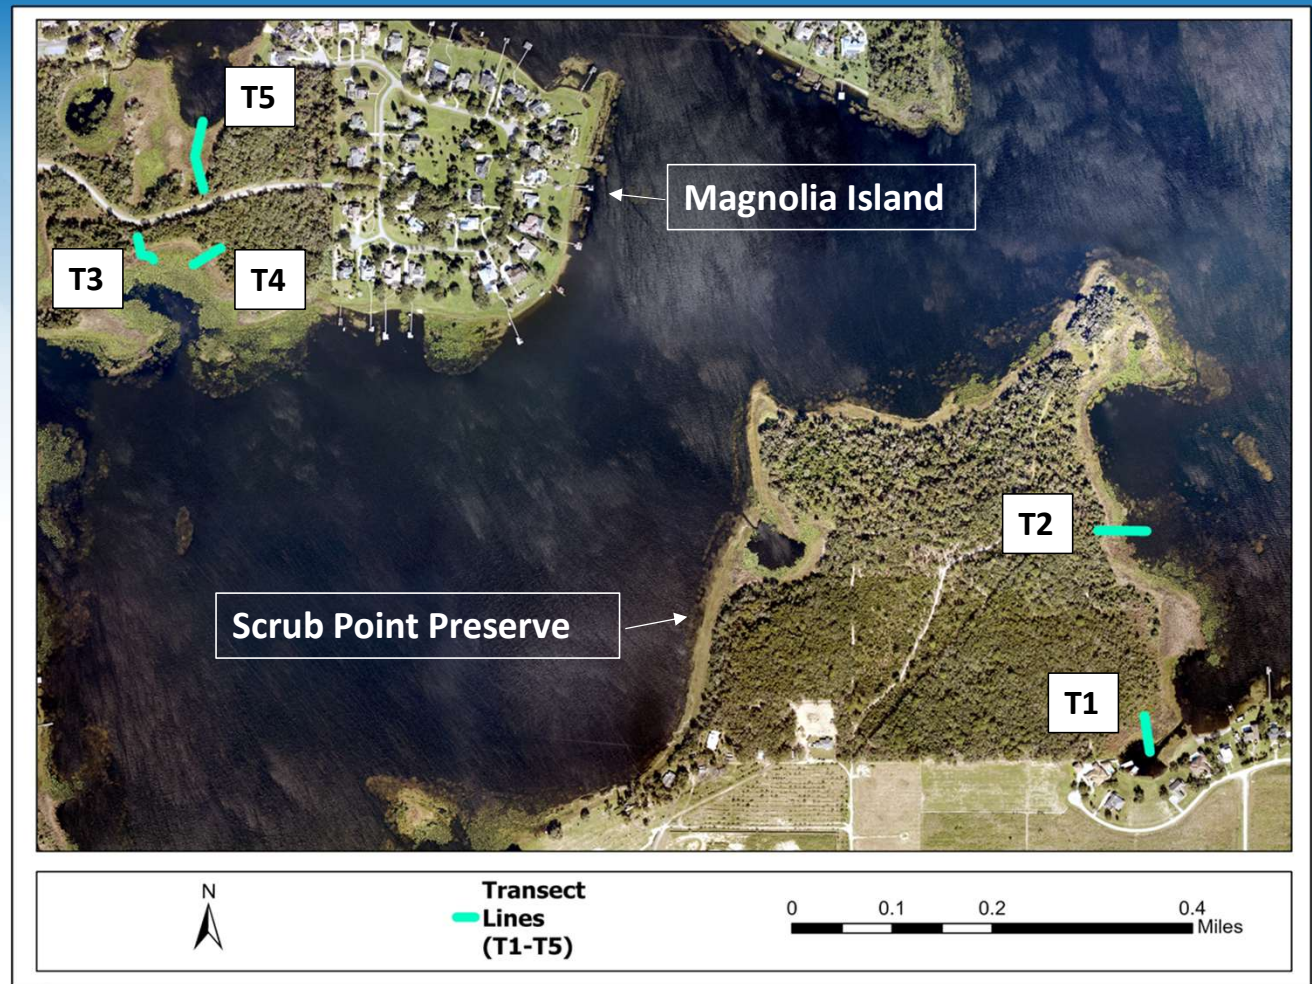 T5
Magnolia Island
T3
T4
T2
Scrub Point Preserve
T1
N
Transect
Lines
(T1-T5)
0 0.1 0.2 0.4
Miles